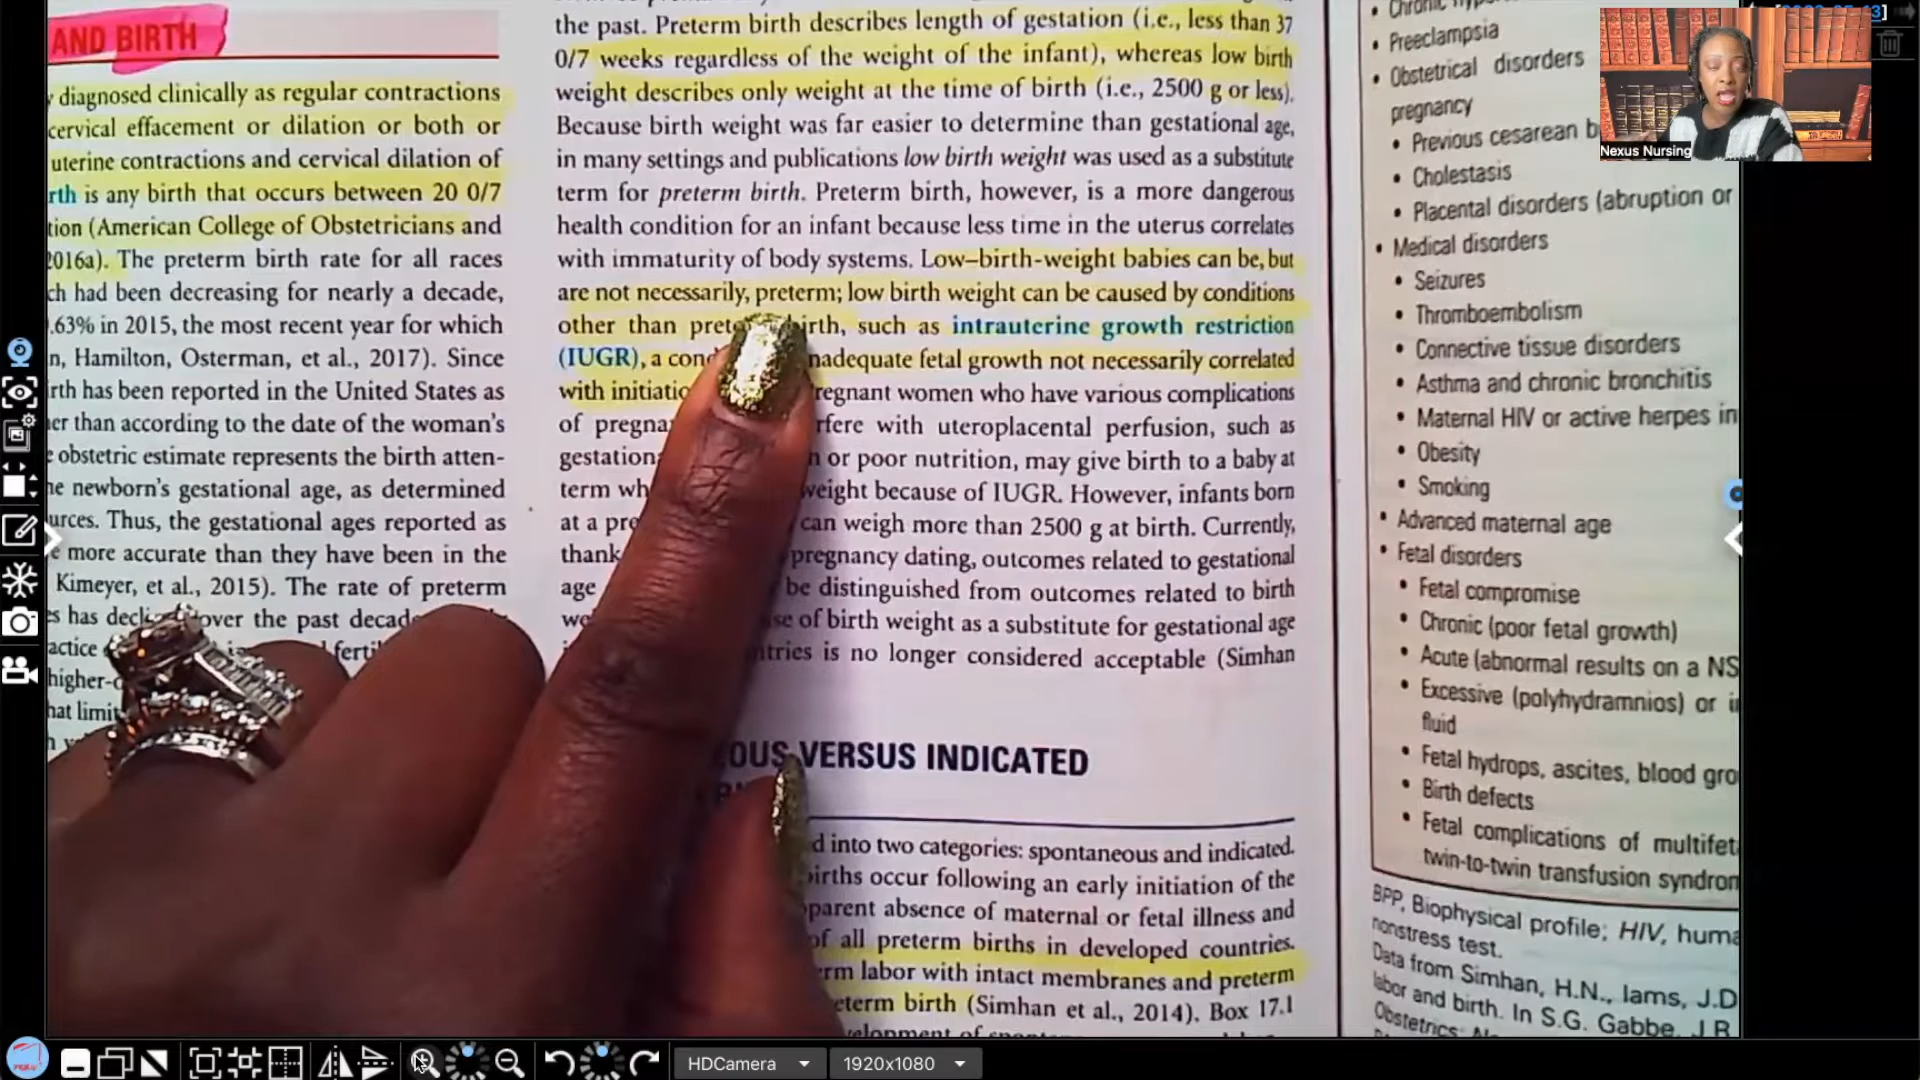 AND BIRTH
diagnosed clinically as regular contractions
cervical effacement or dilation or both or
uterine contractions and cervical dilation of
rth is any birth that occurs between 20 0/7
tion (American College of Obstetricians and
2016a). The preterm birth rate for all races
ch had been decreasing for nearly a decade,
.63% in 2015, the most recent year for which
n, Hamilton, Osterman, et al., 2017). Since
rth has been reported in the United States as
er than according to the date of the woman's
obstetric estimate represents the birth atten-
newborn's gestational age, as determined
urces. Thus, the gestational ages reported as
more accurate than they have been in the
Kimeyer, et al., 2015). The rate of preterm
has over the past
higher-
hat limit
the past. Preterm birth describes length of gestation (i.e., less than 37
0/7 weeks regardless of the weight of the infant), whereas low birth
weight describes only weight at the time of birth (i.e., 2500 g or less).
Because birth weight was far easier to determine than gestational age,
in many settings and publications low birth weight was used as a substitute
term for preterm birth. Preterm birth, however, is a more dangerous
health condition for an infant because less time in the uterus correlates
with immaturity of body systems. Low–birth-weight babies can be, but
are not necessarily, preterm; low birth weight can be caused by conditions
other than birth, such as intrauterine growth restriction
(IUGR), a nadequate fetal growth not necessarily correlated
with regnant women who have various complications
of rfere with uteroplacental perfusion, such as
or poor nutrition, may give birth to a baby at
term weight because of IUGR. However, infants born
at a can weigh more than 2500 g at birth. Currently,
pregnancy dating, outcomes related to gestational
age be distinguished from outcomes related to birth
se of birth weight as a substitute for gestational age
ntries is no longer considered acceptable (Simhan
OUS VERSUS INDICATED
d into two categories: spontaneous and indicated.
births occur following an early initiation of the
parent absence of maternal or fetal illness and
of all preterm births in developed countries.
erm labor with intact membranes and preterm
eterm birth (Simhan et al., 2014). Box 17.1
• Preeclampsia
• Obstetrical disorders
pregnancy
• Previous cesarean b
• Cholestasis
• Placental disorders (abruption or
• Medical disorders
• Seizures
• Thromboembolism
• Connective tissue disorders
• Asthma and chronic bronchitis
• Maternal HIV or active herpes in
• Obesity
• Smoking
• Advanced maternal age
• Fetal disorders
• Fetal compromise
• Chronic (poor fetal growth)
• Acute (abnormal results on a NS
• Excessive (polyhydramnios) or
fluid
• Fetal hydrops, ascites, blood gro
• Birth defects
• Fetal complications of multifet
twin-to-twin transfusion syndrom
BPP, Biophysical profile; HIV, huma
nonstress test.
Data from Simhan, H.N., Iams, J.D
labor and birth. In S.G. Gabbe, J.R
Nexus Nursing
HDCamera
1920x1080